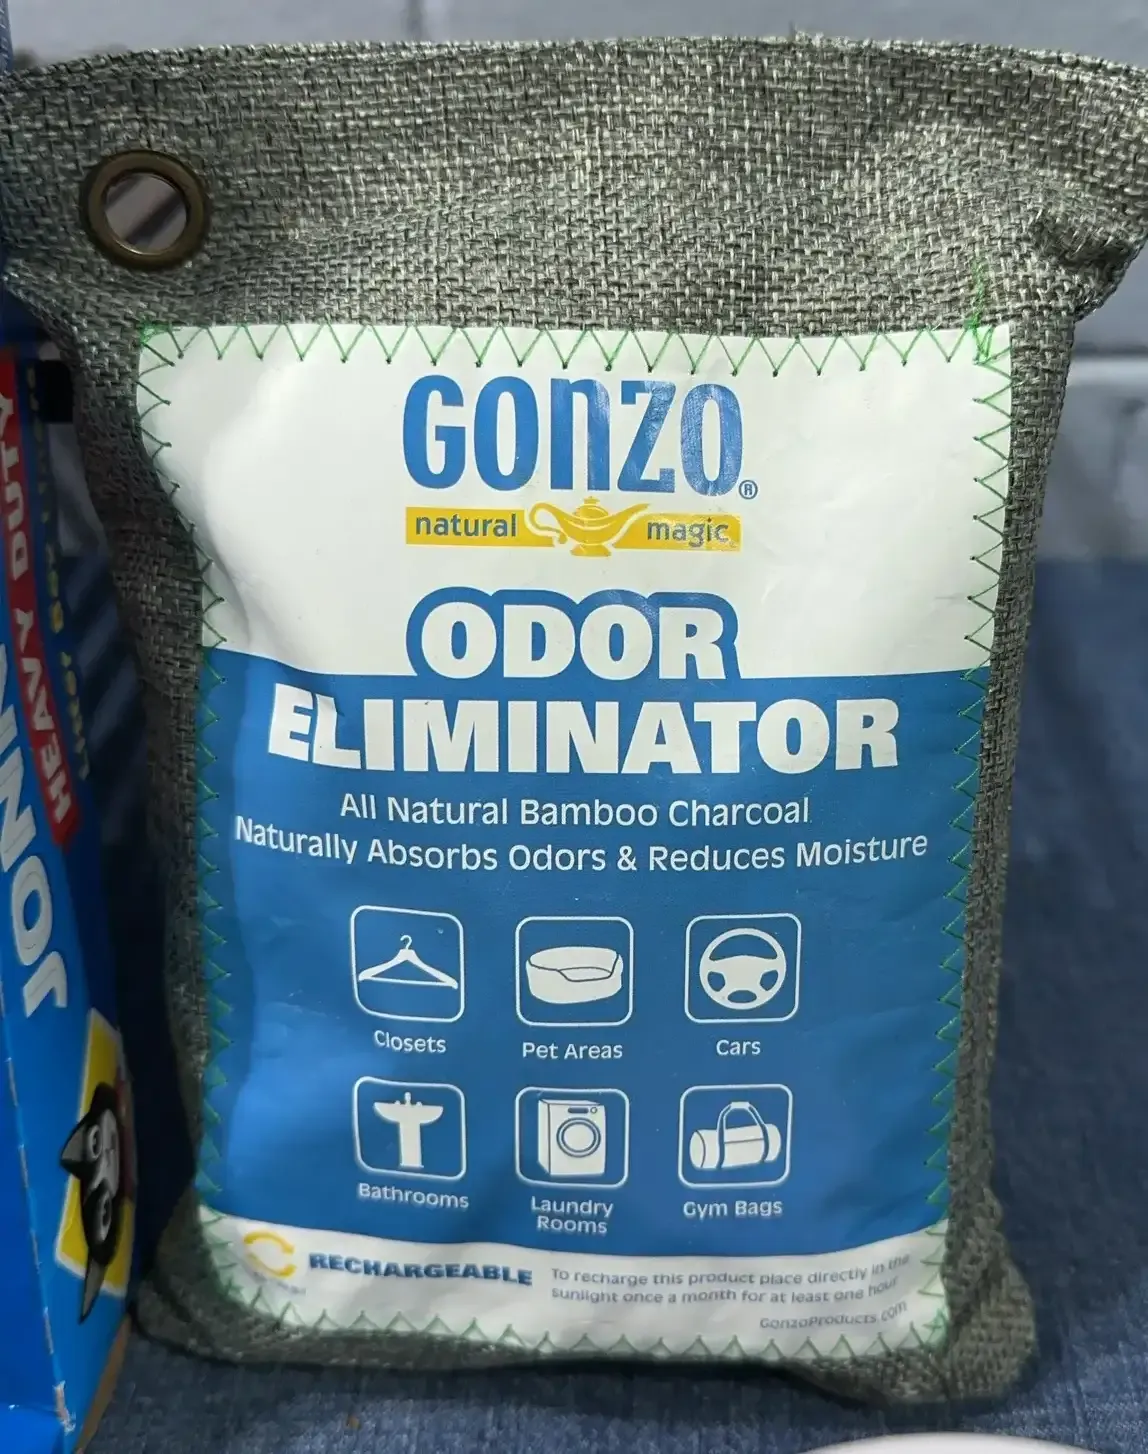 GONZO®
natural magic
ODOR
ELIMINATOR
All Natural Bamboo Charcoal
Naturally Absorbs Odors & Reduces Moisture
Closets
Pet Areas
Cars
Bathrooms
Laundry
Rooms
Gym Bags
RECHARGEABLE
To recharge this product place directly in the
sunlight once a month for at least one hour
GonzoProducts.com
HEAVY DUTY